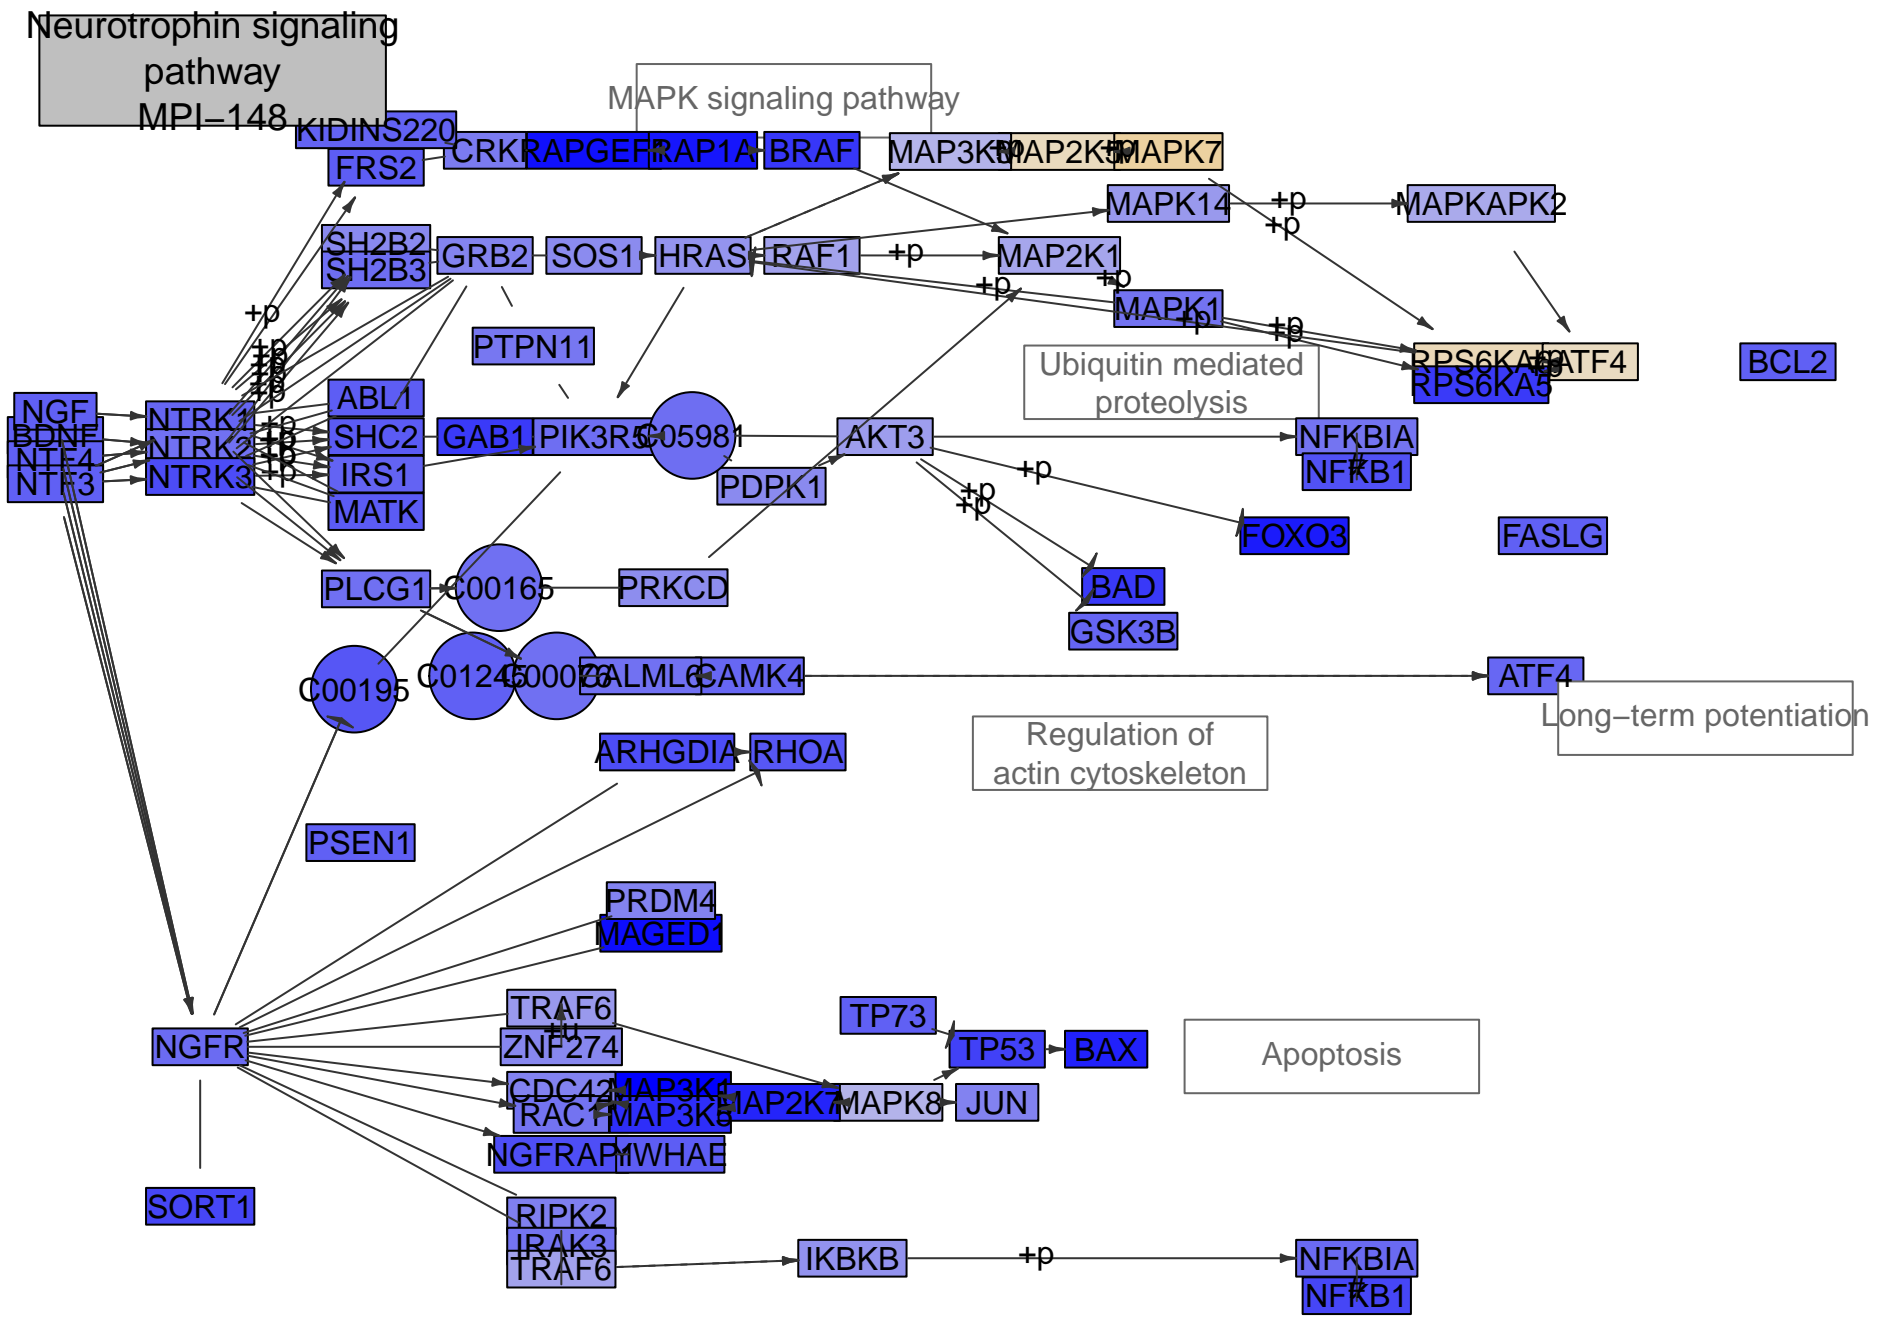 Neurotrophin signaling
pathway
MPI−148
MAPK signaling pathway
KIDINS220
FRS2
RAP1A
BRAF
MAP2K5
MAPK7
+p
MAPK14
+p
MAPKAPK2
+p
SH2B2
SH2B3
GRB2
SOS1
HRAS
RAF1
+p
MAP2K1
+p
+p
MAPK1
+p
+p
+p
PTPN11
Ubiquitin mediated
proteolysis
RPS6KA5
ATF4
BCL2
+p
+p
+p
+p
+p
NGF
BDNF
NTF4
NTF3
NTRK1
NTRK2
NTRK3
+p
+p
+p
+p
ABL1
SHC2
IRS1
MATK
GAB1
PIK3R5
C05981
PDPK1
AKT3
+p
+p
+p
NFKBIA
NFKB1
FOXO3
FASLG
PLCG1
C00165
PRKCD
BAD
GSK3B
C00195
C01245
C00076
CALML6
CAMK4
ATF4
Long−term potentiation
ARHGDIA
RHOA
Regulation of
actin cytoskeleton
PSEN1
PRDM4
MAGED1
TRAF6
+u
ZNF274
NGFR
TP73
TP53
BAX
Apoptosis
CDC42
RAC1
MAP3K1
MAP3K5
MAP2K7
MAPK8
JUN
NGFRAP1
YWHAE
SORT1
RIPK2
IRAK3
TRAF6
IKBKB
+p
NFKBIA
NFKB1